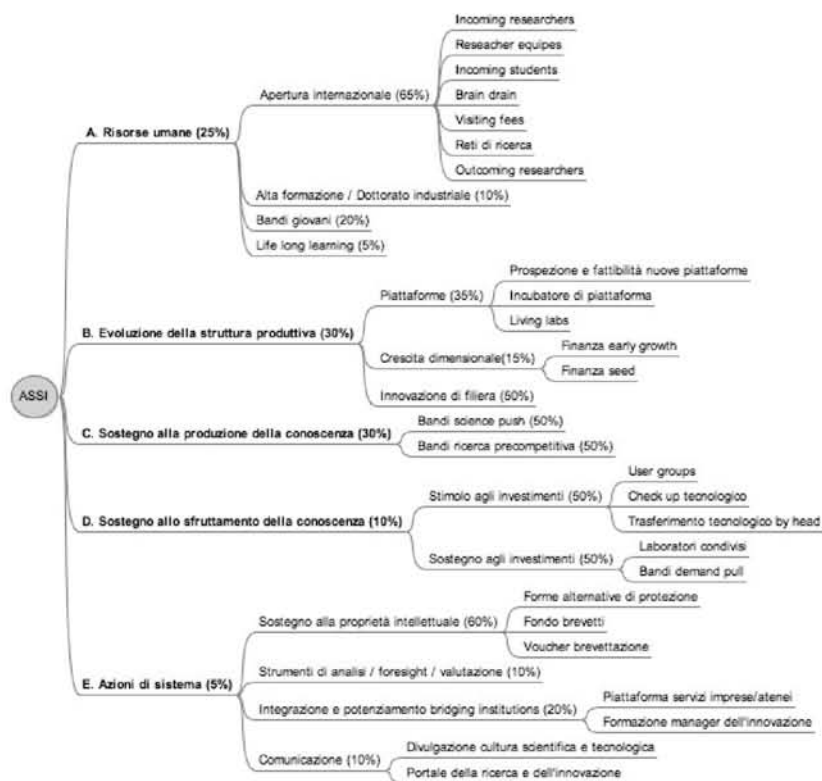 ASSI
A. Risorse umane (25%)
Apertura internazionale (65%)
Incoming researchers
Reseacher equipes
Incoming students
Brain drain
Visiting fees
Reti di ricerca
Outcoming researchers
Alta formazione / Dottorato industriale (10%)
Bandi giovani (20%)
Life long learning (5%)
B. Evoluzione della struttura produttiva (30%)
Piattaforme (35%)
Prospezione e fattibilità nuove piattaforme
Incubatore di piattaforma
Living labs
Crescita dimensionale(15%)
Finanza early growth
Finanza seed
Innovazione di filiera (50%)
C. Sostegno alla produzione della conoscenza (30%)
Bandi science push (50%)
Bandi ricerca precompetitiva (50%)
D. Sostegno allo sfruttamento della conoscenza (10%)
Stimolo agli investimenti (50%)
User groups
Check up tecnologico
Trasferimento tecnologico by head
Sostegno agli investimenti (50%)
Laboratori condivisi
Bandi demand pull
E. Azioni di sistema (5%)
Sostegno alla proprietà intellettuale (60%)
Forme alternative di protezione
Fondo brevetti
Voucher brevettazione
Strumenti di analisi / foresight / valutazione (10%)
Integrazione e potenziamento bridging institutions (20%)
Piattaforma servizi imprese/atenei
Formazione manager dell'innovazione
Comunicazione (10%)
Divulgazione cultura scientifica e tecnologica
Portale della ricerca e dell'innovazione